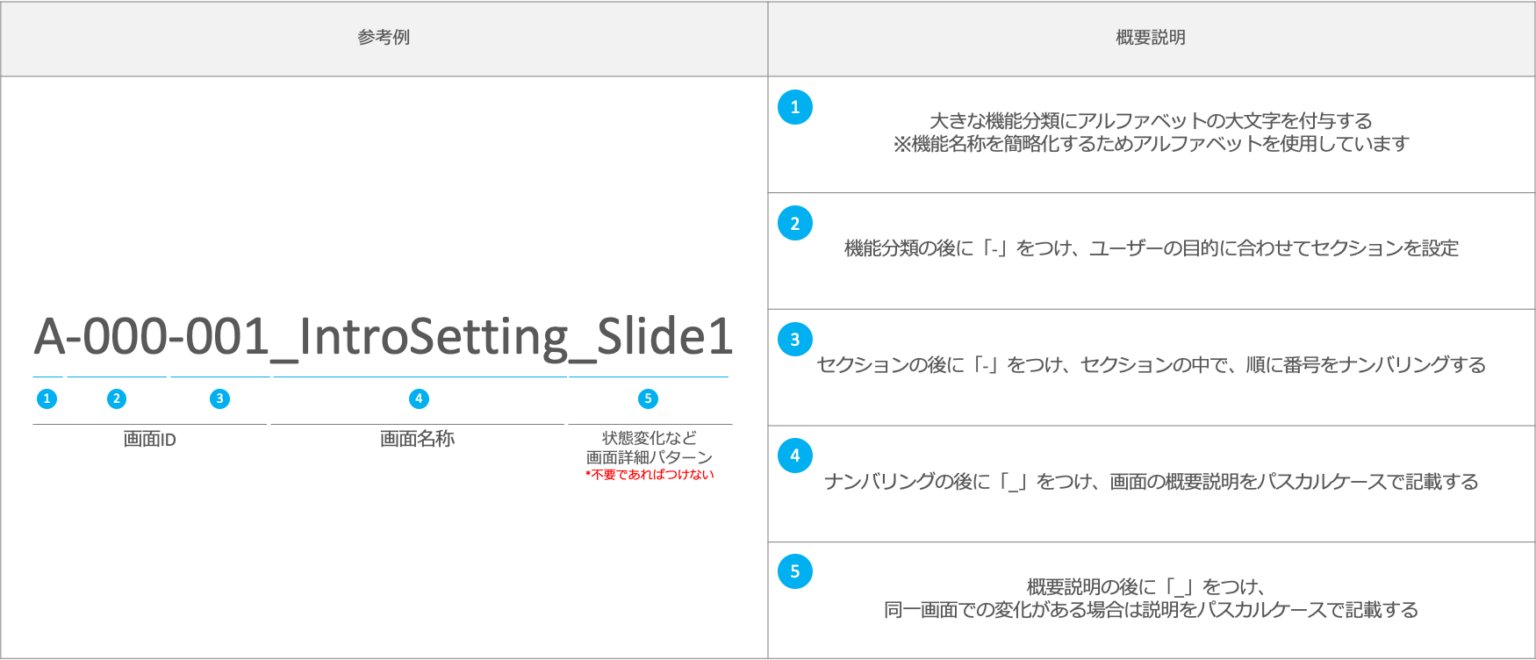 参考例
概要説明
A-000-001_IntroSetting_Slide1
1
2
3
4
5
画面ID
画面名称
状態変化など
画面詳細パターン
*不要であればつけない
1
大きな機能分類にアルファベットの大文字を付与する
※機能名称を簡略化するためアルファベットを使用しています
2
機能分類の後に「-」をつけ、ユーザーの目的に合わせてセクションを設定
3
セクションの後に「-」をつけ、セクションの中で、順に番号をナンバリングする
4
ナンバリングの後に「_」をつけ、画面の概要説明をパスカルケースで記載する
5
概要説明の後に「_」をつけ、
同一画面での変化がある場合は説明をパスカルケースで記載する